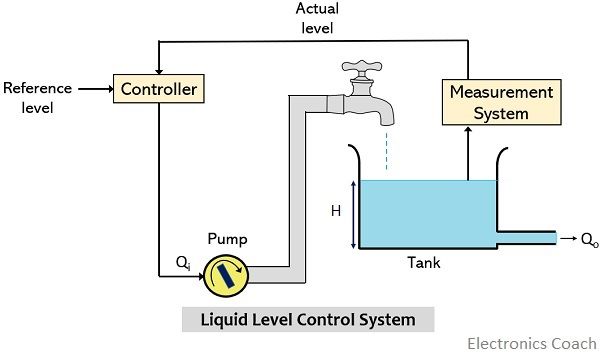 Actual
level
Reference
level
Controller
Measurement
System
H
Pump
Qi
Qo
Tank
Liquid Level Control System
Electronics Coach